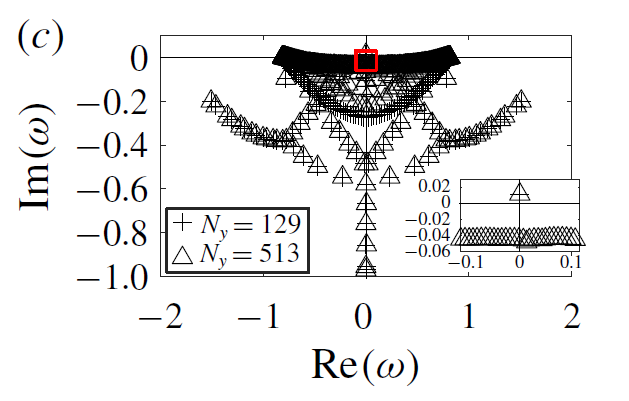 (c)
0
−0.2
−0.4
−0.6
−0.8
−1.0
Im(ω)
N_y = 129
N_y = 513
0.02
0
−0.02
−0.04
−0.06
−0.1 0 0.1
−2 −1 0 1 2
Re(ω)